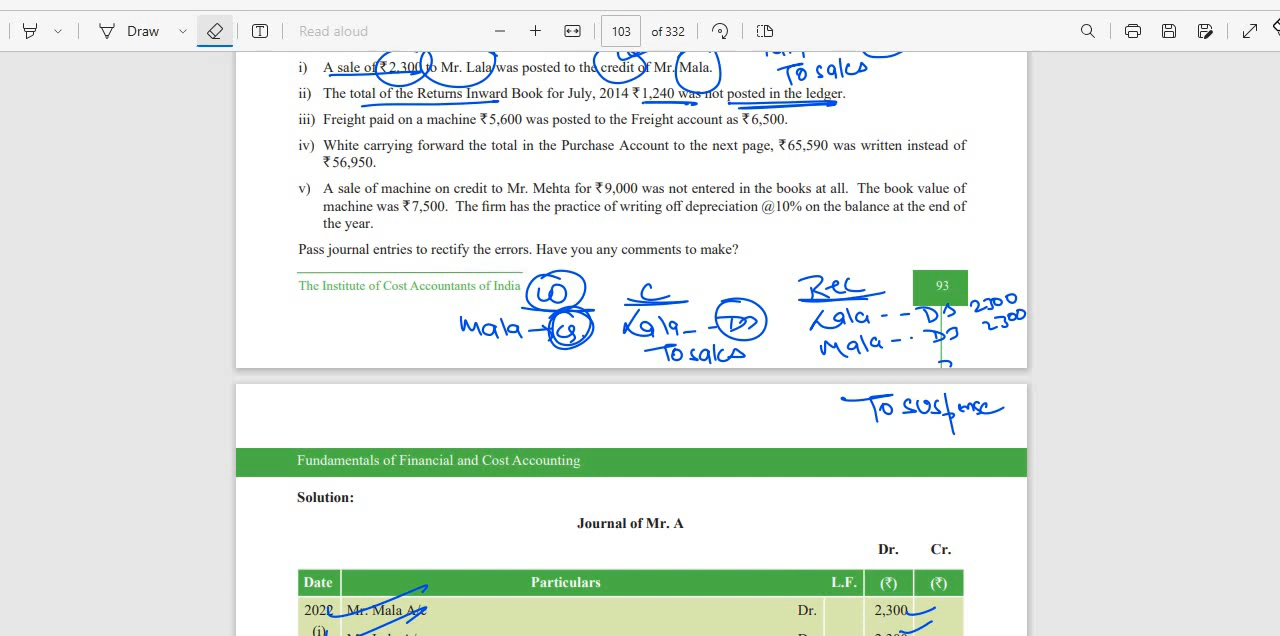 Draw
Read aloud
103 of 332
To sales
i) A sale of ₹2,300 to Mr. Lala was posted to the credit of Mr. Mala.
ii) The total of the Returns Inward Book for July, 2014 ₹1,240 was not posted in the ledger.
iii) Freight paid on a machine ₹5,600 was posted to the Freight account as ₹6,500.
iv) White carrying forward the total in the Purchase Account to the next page, ₹65,590 was written instead of
₹56,950.
v) A sale of machine on credit to Mr. Mehta for ₹9,000 was not entered in the books at all. The book value of
machine was ₹7,500. The firm has the practice of writing off depreciation @10% on the balance at the end of
the year.
Pass journal entries to rectify the errors. Have you any comments to make?
The Institute of Cost Accountants of India
93
W C Rec
Mala - Cr Lala - - Dr Lala - - Dr 2300
To sales Mala - - Dr 2300
To suspense
Fundamentals of Financial and Cost Accounting
Solution:
Journal of Mr. A
Dr. Cr.
Date Particulars L.F. (₹) (₹)
2022 Mr. Mala A/c Dr. 2,300
(i)